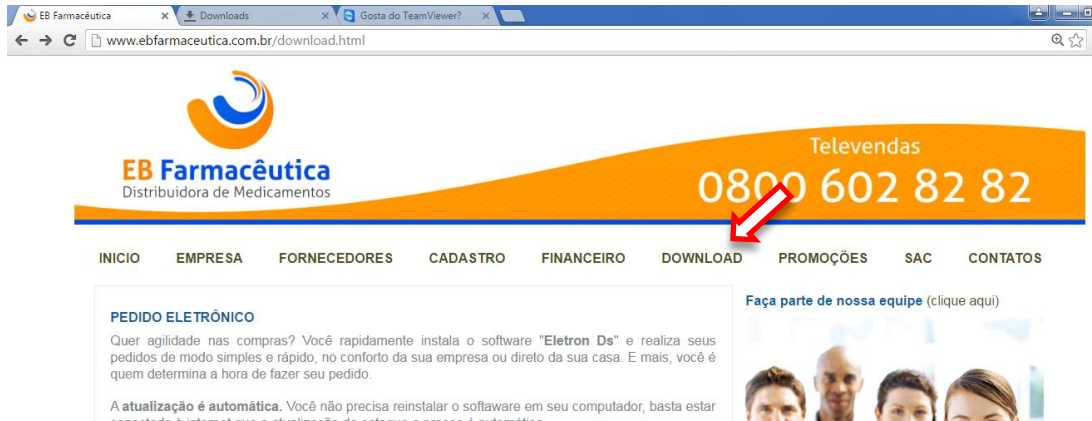 EB Farmacêutica
Downloads
Gosta do TeamViewer?
www.ebfarmaceutica.com.br/download.html
EB Farmacêutica
Distribuidora de Medicamentos
Televendas
0800 602 82 82
INICIO EMPRESA FORNECEDORES CADASTRO FINANCEIRO DOWNLOAD PROMOÇÕES SAC CONTATOS
PEDIDO ELETRÔNICO
Quer agilidade nas compras? Você rapidamente instala o software "Eletron Ds" e realiza seus
pedidos de modo simples e rápido, no conforto da sua empresa ou direto da sua casa. E mais, você é
quem determina a hora de fazer seu pedido.
A atualização é automática. Você não precisa reinstalar o softaware em seu computador, basta estar
Faça parte de nossa equipe (clique aqui)